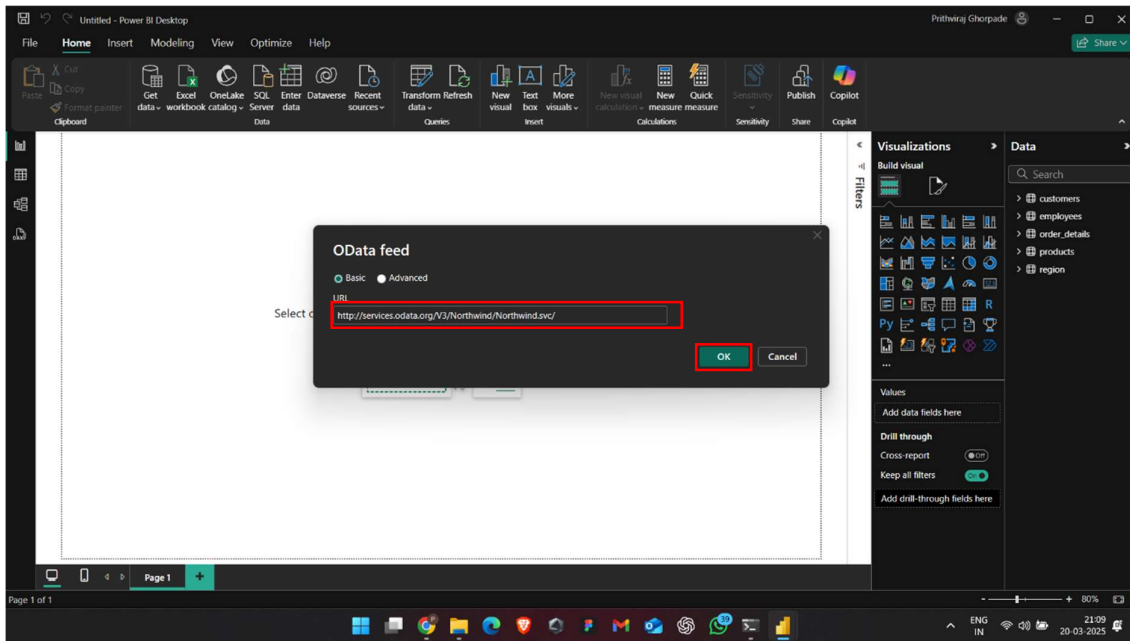 Untitled - Power BI Desktop
Prithviraj Ghorpade
File Home Insert Modeling View Optimize Help
Share
Paste
Cut
Copy
Format painter
Clipboard
Get data
Excel workbook
OneLake catalog
SQL Server
Enter data
Dataverse
Recent sources
Data
Transform data
Refresh
Queries
New visual
Text box
More visuals
Insert
New visual calculation
New measure
Quick measure
Calculations
Sensitivity
Sensitivity
Publish
Share
Copilot
Copilot
Filters
Visualizations
Build visual
Values
Add data fields here
Drill through
Cross-report
Off
Keep all filters
On
Add drill-through fields here
Data
Search
customers
employees
order_details
products
region
Select
OData feed
Basic
Advanced
URL
http://services.odata.org/V3/Northwind/Northwind.svc/
OK
Cancel
Page 1
Page 1 of 1
80%
39
ENG
IN
21:09
20-03-2025